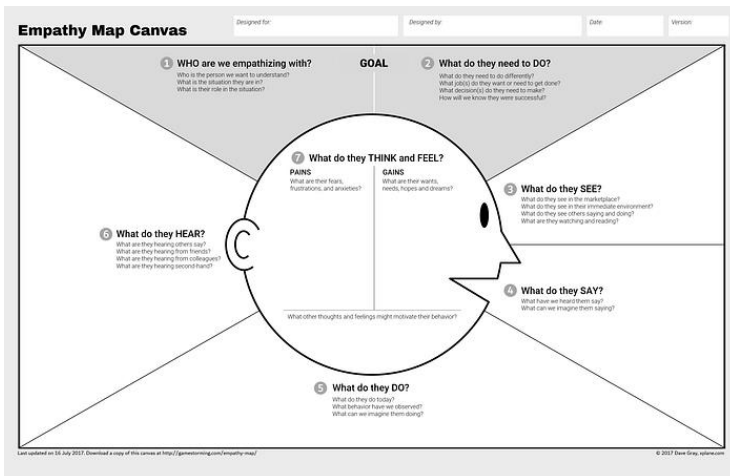 Empathy Map Canvas
Designed for:
Designed by:
Date:
Version:
1 WHO are we empathizing with?
Who is the person we want to understand?
What is the situation they are in?
What is their role in the situation?
GOAL
2 What do they need to DO?
What do they need to do differently?
What job(s) do they want or need to get done?
What decision(s) do they need to make?
How will we know they were successful?
7 What do they THINK and FEEL?
PAINS
What are their fears,
frustrations, and anxieties?
GAINS
What are their wants,
needs, hopes and dreams?
3 What do they SEE?
What do they see in the marketplace?
What do they see in their immediate environment?
What do they see others saying and doing?
What are they watching and reading?
6 What do they HEAR?
What are they hearing others say?
What are they hearing from friends?
What are they hearing from colleagues?
What are they hearing second-hand?
4 What do they SAY?
What have we heard them say?
What can we imagine them saying?
What other thoughts and feelings might motivate their behavior?
5 What do they DO?
What do they do today?
What behavior have we observed?
What can we imagine them doing?
Last updated on 16 July 2017. Download a copy of this canvas at http://gamestorming.com/empathy-map/
© 2017 Dave Gray, xplane.com